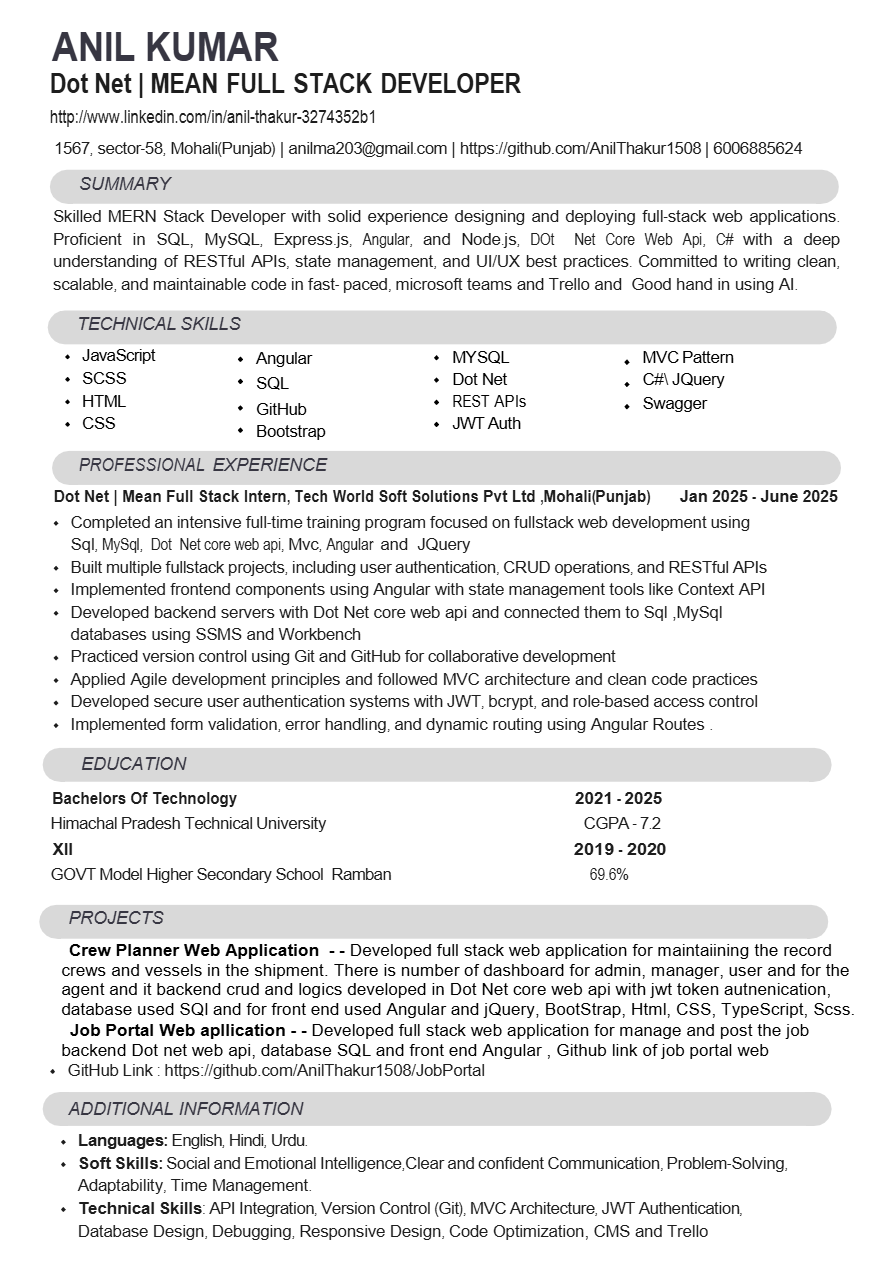 ANIL KUMAR
Dot Net | MEAN FULL STACK DEVELOPER
http://www.linkedin.com/in/anil-thakur-3274352b1
1567, sector-58, Mohali(Punjab) | anilma203@gmail.com | https://github.com/AnilThakur1508 | 6006885624
SUMMARY
Skilled MERN Stack Developer with solid experience designing and deploying full-stack web applications.
Proficient in SQL, MySQL, Express.js, Angular, and Node.js, DOt Net Core Web Api, C# with a deep
understanding of RESTful APIs, state management, and UI/UX best practices. Committed to writing clean,
scalable, and maintainable code in fast- paced, microsoft teams and Trello and Good hand in using AI.
TECHNICAL SKILLS
• JavaScript
• SCSS
• HTML
• CSS
• Angular
• SQL
• GitHub
• Bootstrap
• MYSQL
• Dot Net
• REST APIs
• JWT Auth
• MVC Pattern
• C#\ JQuery
• Swagger
PROFESSIONAL EXPERIENCE
Dot Net | Mean Full Stack Intern, Tech World Soft Solutions Pvt Ltd ,Mohali(Punjab) Jan 2025 - June 2025
• Completed an intensive full-time training program focused on fullstack web development using
Sql, MySql, Dot Net core web api, Mvc, Angular and JQuery
• Built multiple fullstack projects, including user authentication, CRUD operations, and RESTful APIs
• Implemented frontend components using Angular with state management tools like Context API
• Developed backend servers with Dot Net core web api and connected them to Sql ,MySql
databases using SSMS and Workbench
• Practiced version control using Git and GitHub for collaborative development
• Applied Agile development principles and followed MVC architecture and clean code practices
• Developed secure user authentication systems with JWT, bcrypt, and role-based access control
• Implemented form validation, error handling, and dynamic routing using Angular Routes .
EDUCATION
Bachelors Of Technology 2021 - 2025
Himachal Pradesh Technical University CGPA - 7.2
XII 2019 - 2020
GOVT Model Higher Secondary School Ramban 69.6%
PROJECTS
Crew Planner Web Application - - Developed full stack web application for maintaiining the record
crews and vessels in the shipment. There is number of dashboard for admin, manager, user and for the
agent and it backend crud and logics developed in Dot Net core web api with jwt token autnenication,
database used SQl and for front end used Angular and jQuery, BootStrap, Html, CSS, TypeScript, Scss.
Job Portal Web apllication - - Developed full stack web application for manage and post the job
backend Dot net web api, database SQL and front end Angular , Github link of job portal web
• GitHub Link : https://github.com/AnilThakur1508/JobPortal
ADDITIONAL INFORMATION
• Languages: English, Hindi, Urdu.
• Soft Skills: Social and Emotional Intelligence,Clear and confident Communication, Problem-Solving,
Adaptability, Time Management.
• Technical Skills: API Integration, Version Control (Git), MVC Architecture, JWT Authentication,
Database Design, Debugging, Responsive Design, Code Optimization, CMS and Trello